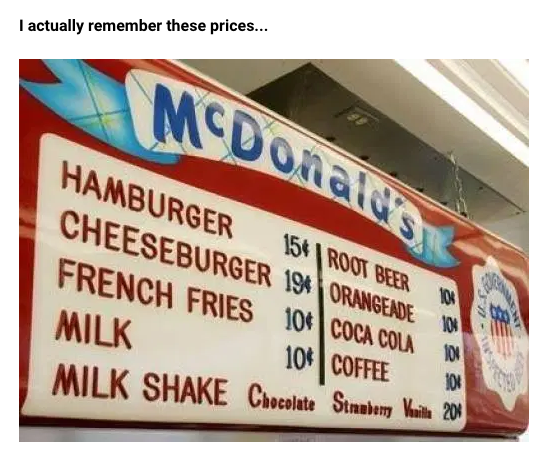 I actually remember these prices...
McDonald's
HAMBURGER 15¢
CHEESEBURGER 19¢
FRENCH FRIES 10¢
MILK 10¢
ROOT BEER 10¢
ORANGEADE 10¢
COCA COLA 10¢
COFFEE 10¢
MILK SHAKE Chocolate Strawberry Vanilla 20¢
U.S. GOVERNMENT
INSPECTED